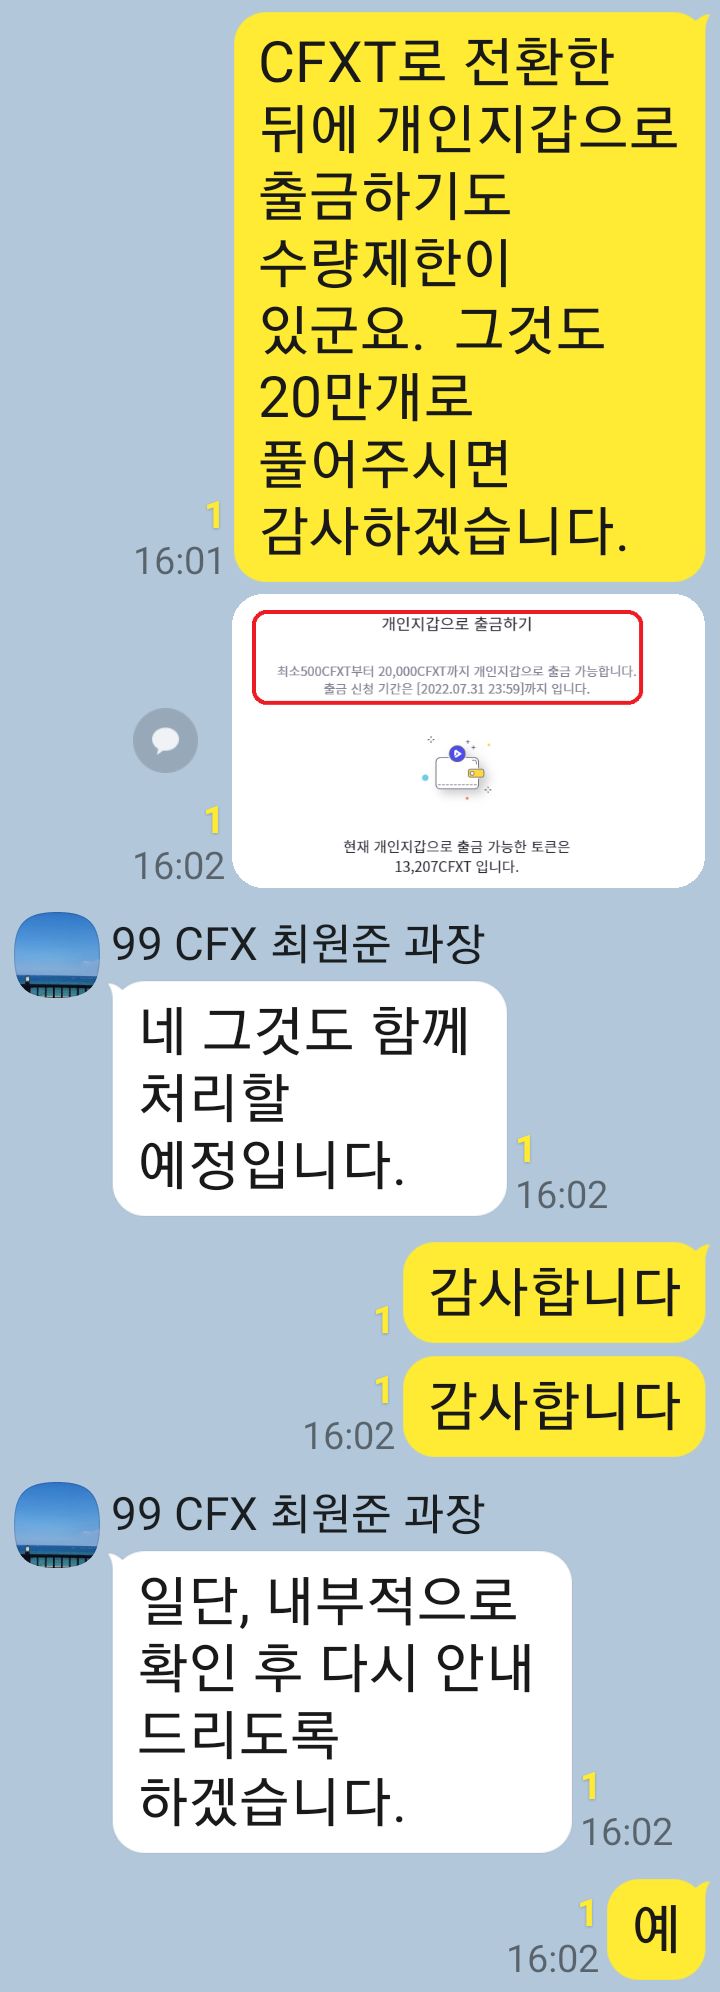 CFXT로 전환한
뒤에 개인지갑으로
출금하기도
수량제한이
있군요. 그것도
20만개로
풀어주시면
감사하겠습니다.
1
16:01
개인지갑으로 출금하기
최소500CFXT부터 20,000CFXT까지 개인지갑으로 출금 가능합니다.
출금 신청 기간은 [2022.07.31 23:59]까지 입니다.
현재 개인지갑으로 출금 가능한 토큰은
13,207CFXT 입니다.
1
16:02
99 CFX 최원준 과장
네 그것도 함께
처리할
예정입니다.
1
16:02
감사합니다
1
감사합니다
1
16:02
99 CFX 최원준 과장
일단, 내부적으로
확인 후 다시 안내
드리도록
하겠습니다.
1
16:02
예
1
16:02